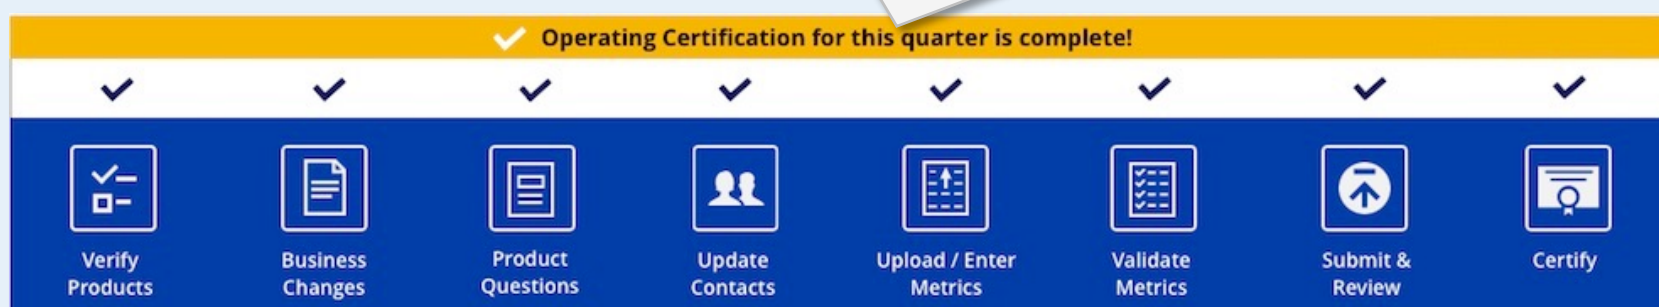 Operating Certification for this quarter is complete!
Verify
Products
Business
Changes
Product
Questions
Update
Contacts
Upload / Enter
Metrics
Validate
Metrics
Submit &
Review
Certify